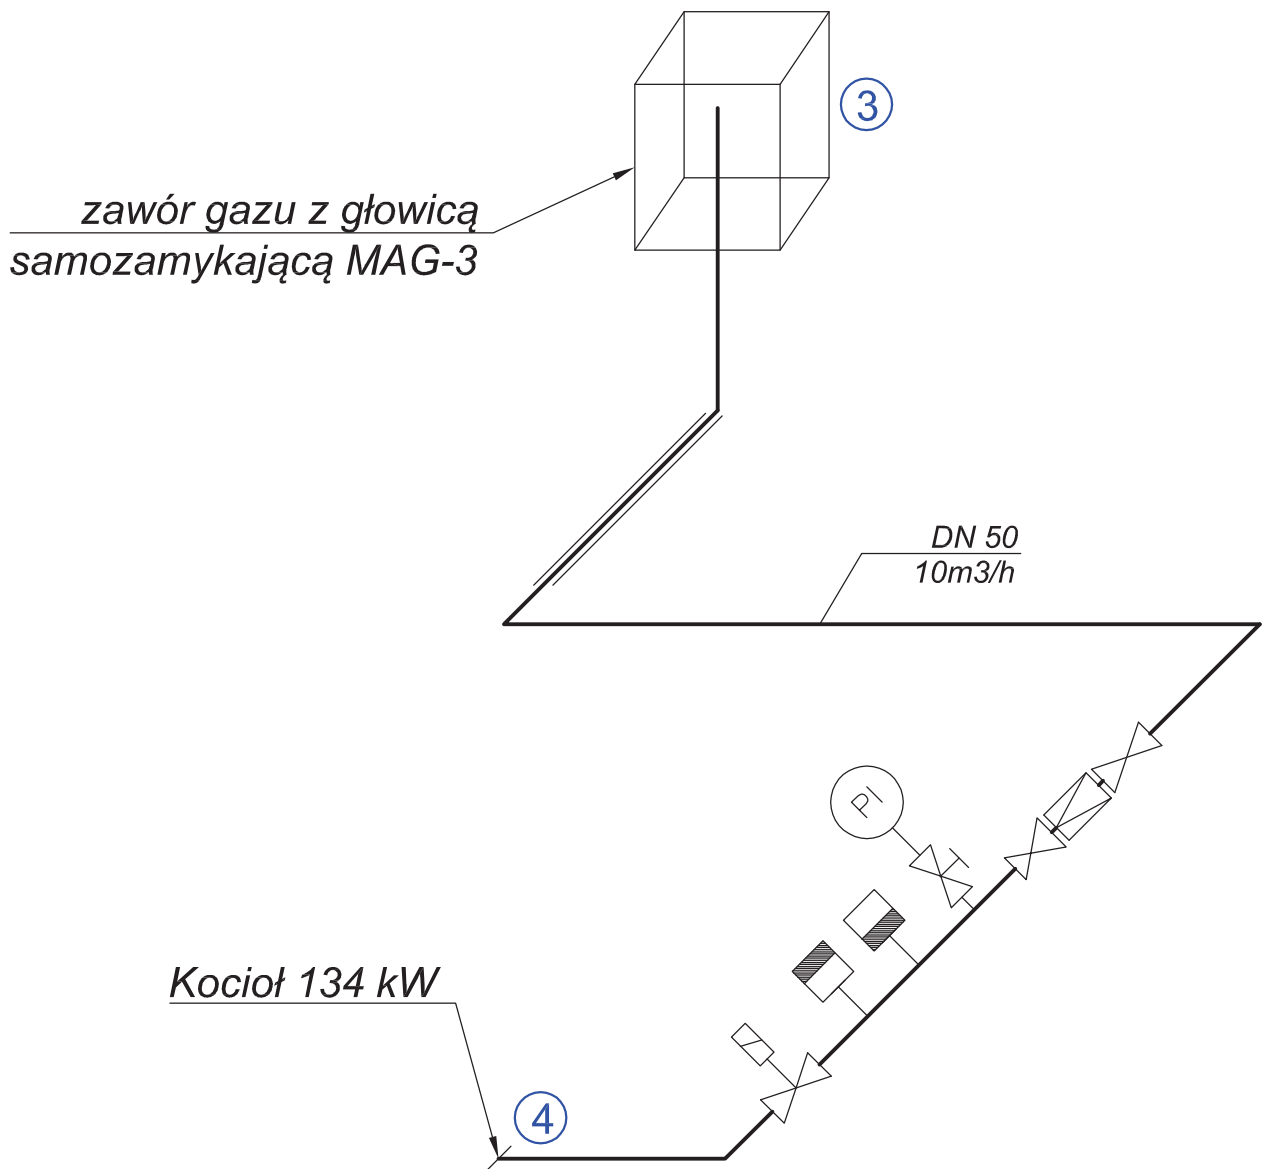 3
zawór gazu z głowicą
samozamykającą MAG-3
DN 50
10m3/h
PI
Kocioł 134 kW
4